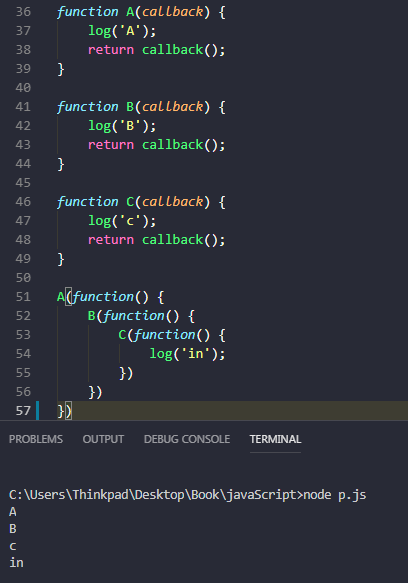 36 function A(callback) {
37     log('A');
38     return callback();
39 }
40
41 function B(callback) {
42     log('B');
43     return callback();
44 }
45
46 function C(callback) {
47     log('c');
48     return callback();
49 }
50
51 A(function() {
52     B(function() {
53         C(function() {
54             log('in');
55         })
56     })
57 })
PROBLEMS OUTPUT DEBUG CONSOLE TERMINAL
C:\Users\Thinkpad\Desktop\Book\javaScript>node p.js
A
B
c
in